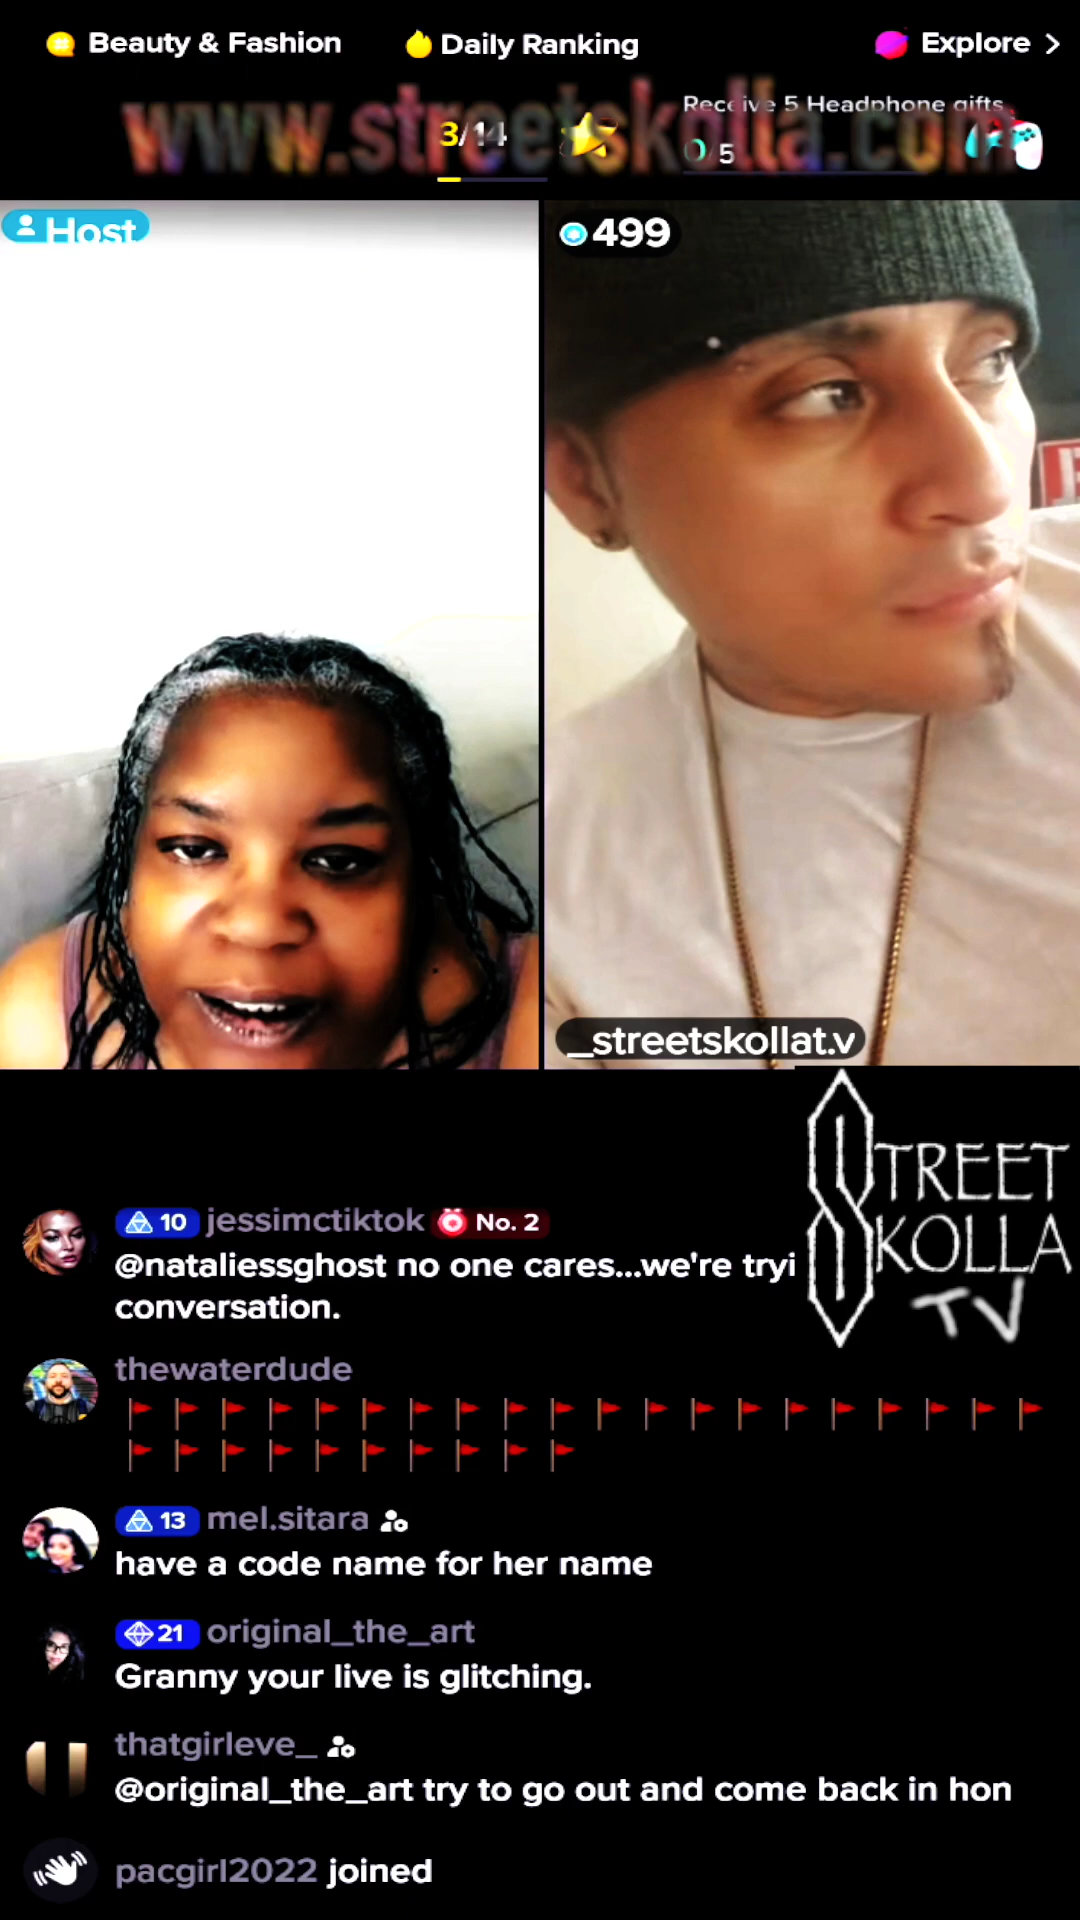 Beauty & Fashion
Daily Ranking
Explore >
www.streetskolla.com
Receive 5 Headphone gifts
3/14
0/5
Host
499
_streetskollat.v
STREET
SKOLLA
TV
10 jessimctiktok No. 2
@nataliessghost no one cares...we're tryi
conversation.
thewaterdude
🚩🚩🚩🚩🚩🚩🚩🚩🚩🚩🚩🚩🚩🚩🚩🚩🚩🚩🚩🚩
🚩🚩🚩🚩🚩🚩🚩🚩🚩🚩
13 mel.sitara
have a code name for her name
21 original_the_art
Granny your live is glitching.
thatgirleve_
@original_the_art try to go out and come back in hon
pacgirl2022 joined